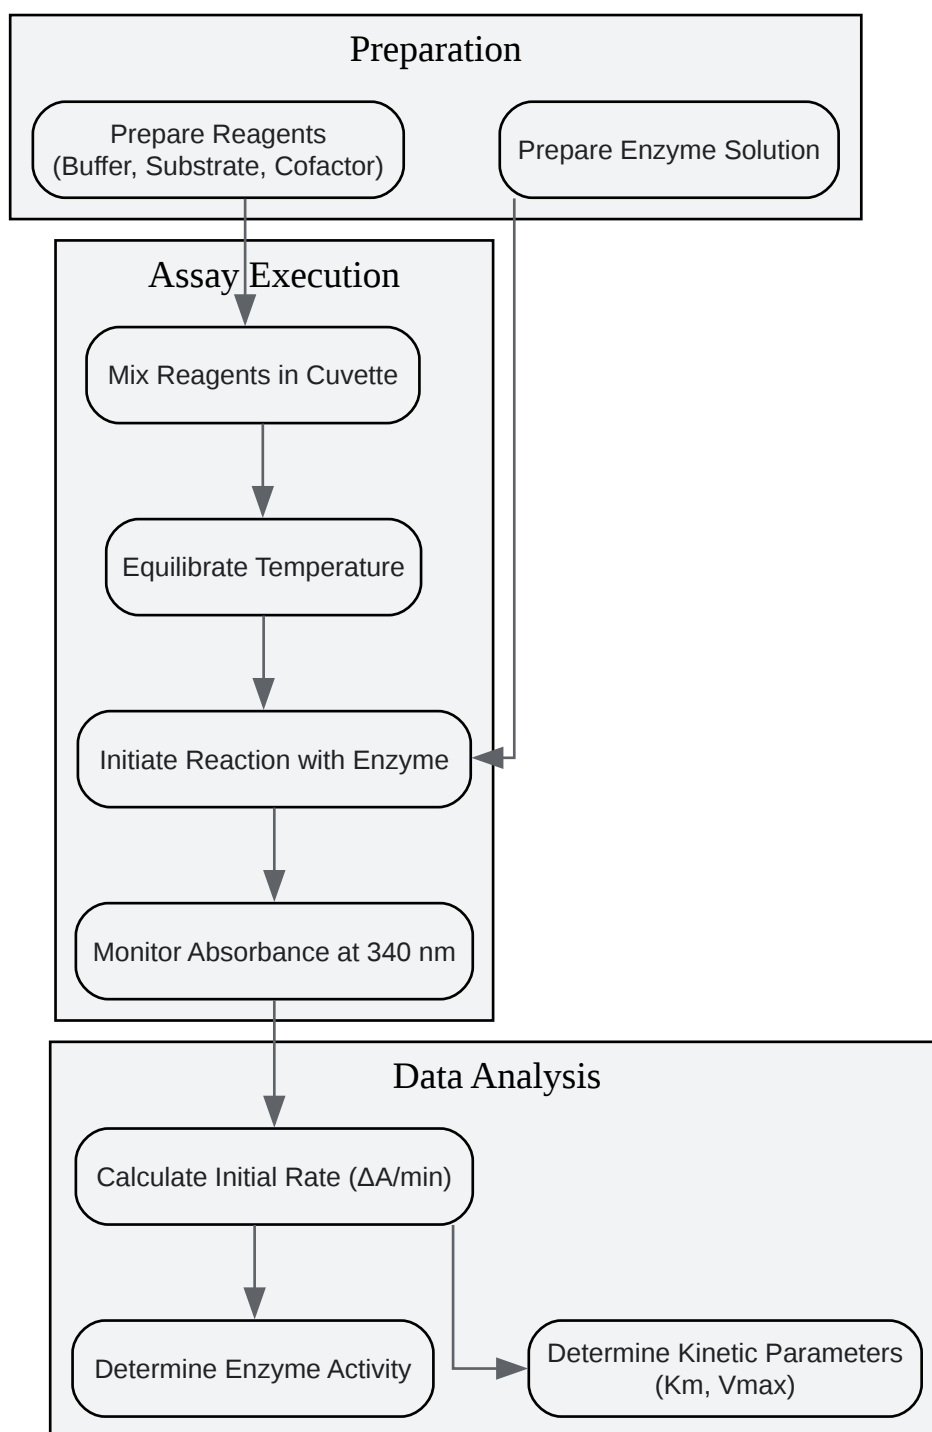 Preparation
Prepare Reagents
(Buffer, Substrate, Cofactor)
Prepare Enzyme Solution
Assay Execution
Mix Reagents in Cuvette
Equilibrate Temperature
Initiate Reaction with Enzyme
Monitor Absorbance at 340 nm
Data Analysis
Calculate Initial Rate (ΔA/min)
Determine Enzyme Activity
Determine Kinetic Parameters
(Km, Vmax)